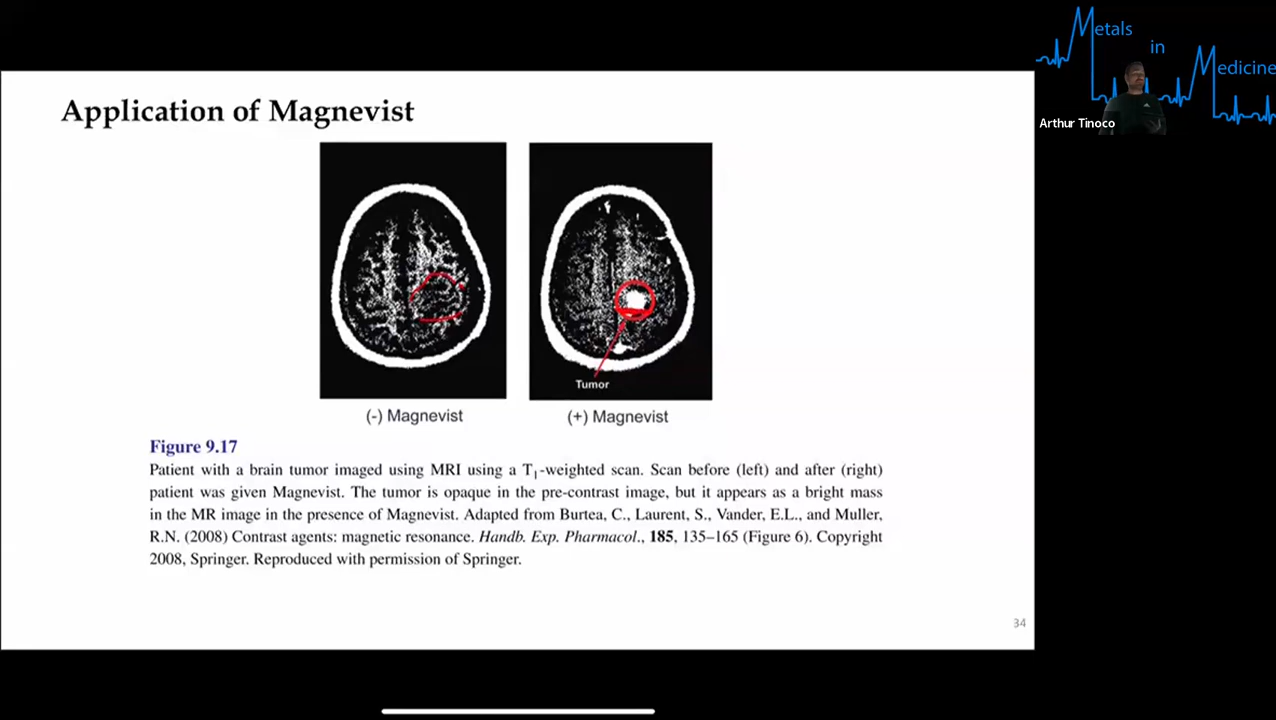 Metals
in
Medicine
Arthur Tinoco
Application of Magnevist
Tumor
(-) Magnevist
(+) Magnevist
Figure 9.17
Patient with a brain tumor imaged using MRI using a T1-weighted scan. Scan before (left) and after (right)
patient was given Magnevist. The tumor is opaque in the pre-contrast image, but it appears as a bright mass
in the MR image in the presence of Magnevist. Adapted from Burtea, C., Laurent, S., Vander, E.L., and Muller,
R.N. (2008) Contrast agents: magnetic resonance. Handb. Exp. Pharmacol., 185, 135–165 (Figure 6). Copyright
2008, Springer. Reproduced with permission of Springer.
34